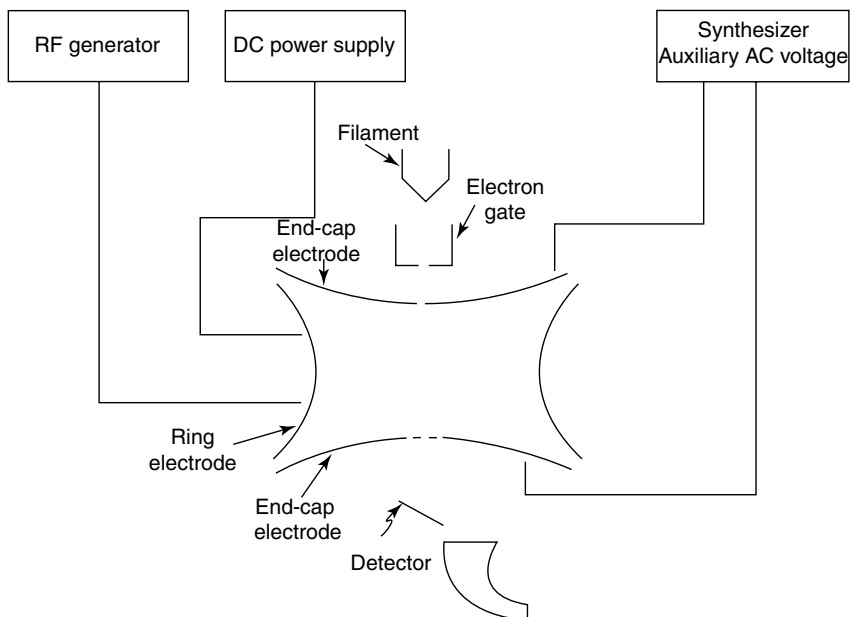 RF generator
DC power supply
Synthesizer
Auxiliary AC voltage
Filament
Electron
gate
End-cap
electrode
Ring
electrode
End-cap
electrode
Detector